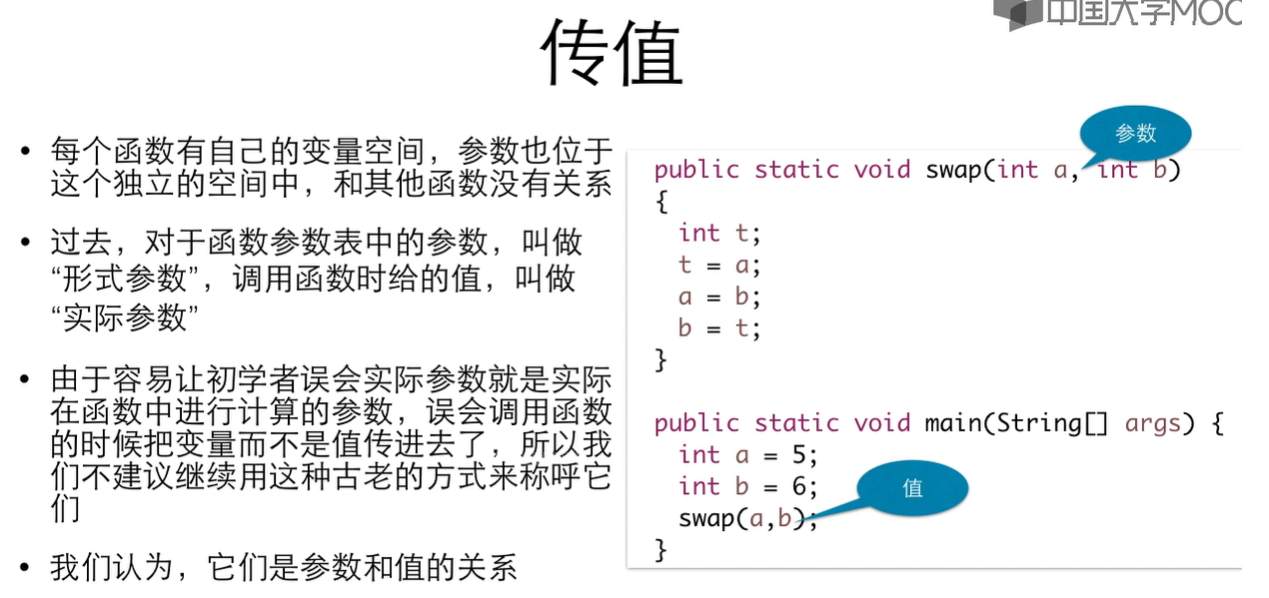 中国大学MOC
传值
• 每个函数有自己的变量空间，参数也位于
这个独立的空间中，和其他函数没有关系
• 过去，对于函数参数表中的参数，叫做
“形式参数”，调用函数时给的值，叫做
“实际参数”
• 由于容易让初学者误会实际参数就是实际
在函数中进行计算的参数，误会调用函数
的时候把变量而不是值传进去了，所以我
们不建议继续用这种古老的方式来称呼它
们
• 我们认为，它们是参数和值的关系
参数
public static void swap(int a, int b)
{
int t;
t = a;
a = b;
b = t;
}
public static void main(String[] args) {
int a = 5;
int b = 6;
值
swap(a,b);
}